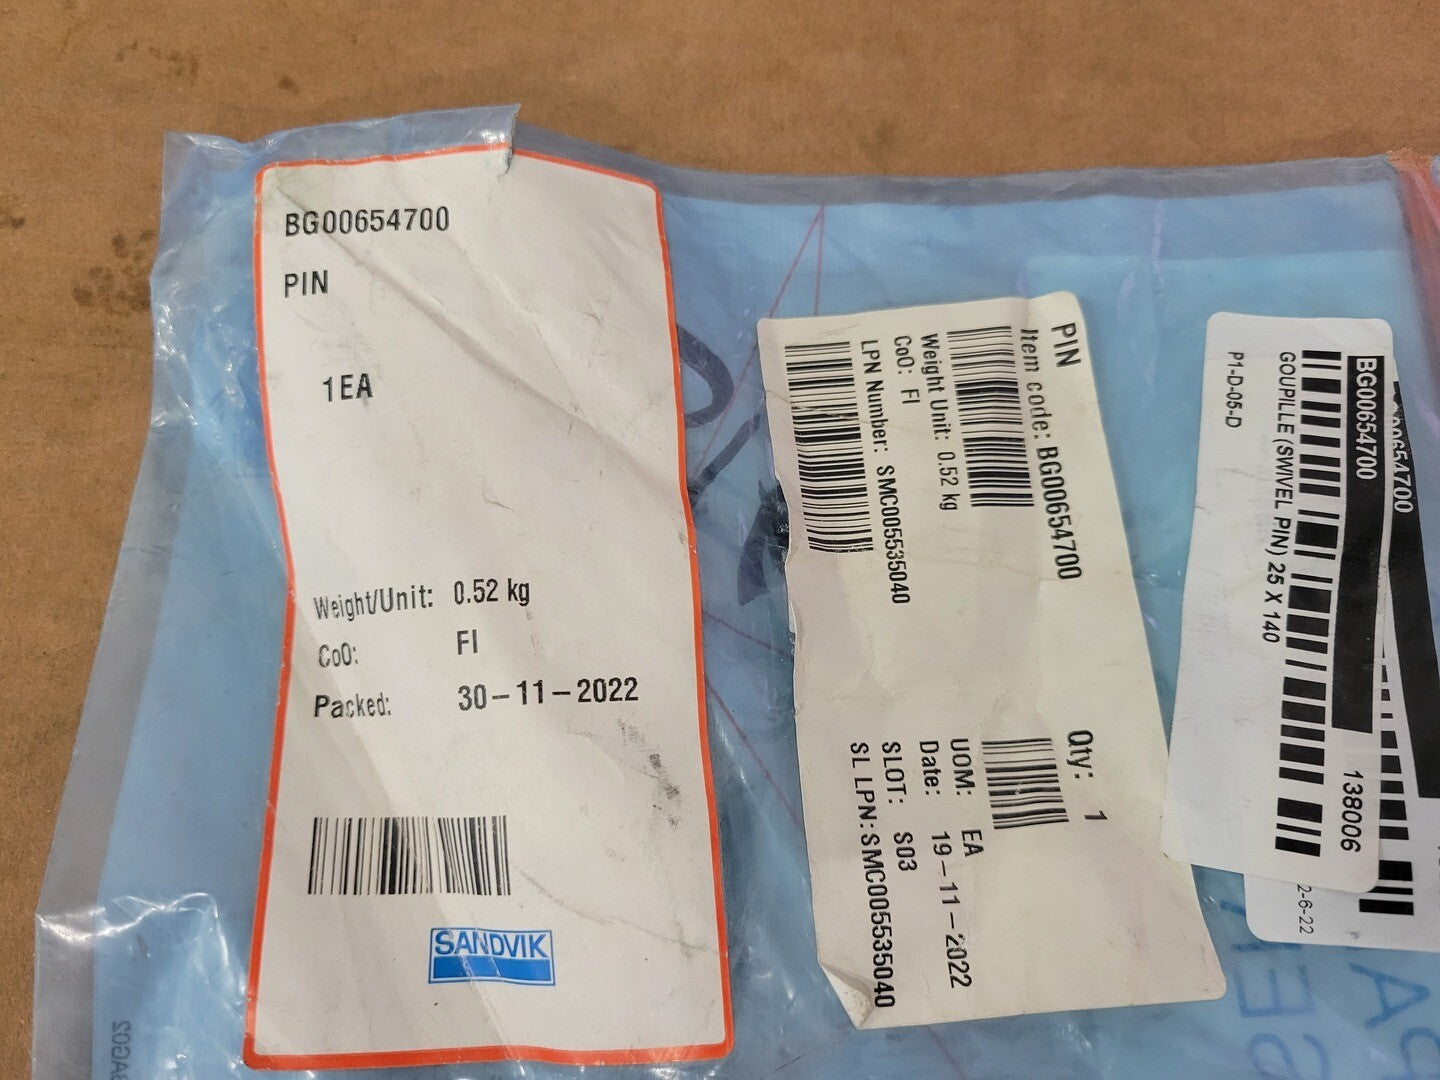 BG00654700
PIN
1EA
Weight/Unit: 0.52 kg
CoO: FI
Packed: 30-11-2022
SANDVIK
PIN
Item code: BG00654700
Qty: 1
Weight Unit: 0.52 kg
UOM: EA
CoO: FI
Date: 19-11-2022
SLOT: S03
LPN Number: SMC005535040
SL LPN: SMC005535040
BG00654700
138006
GOUPILLE (SWIVEL PIN) 25 X 140
P1-D-05-D
00654700
2-6-22
BAG02